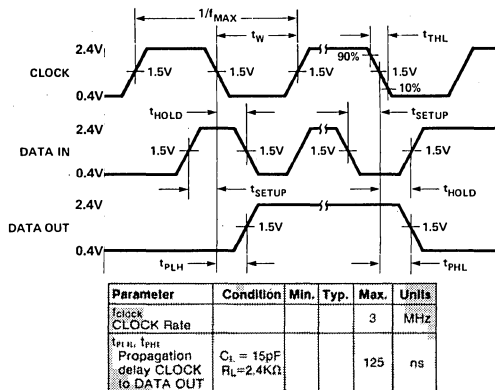 1/fMAX
tW
tTHL
2.4V
90%
CLOCK
1.5V
1.5V
1.5V
1.5V
10%
0.4V
tHOLD
tSETUP
2.4V
DATA IN
1.5V
1.5V
1.5V
1.5V
0.4V
tSETUP
tHOLD
2.4V
DATA OUT
1.5V
1.5V
0.4V
tPLH
tPHL
Parameter Condition Min. Typ. Max. Units
fclock
CLOCK Rate
3 MHz
tPLH, tPHL
Propagation
delay CLOCK
to DATA OUT
CL = 15pF
RL=2.4KΩ
125 ns